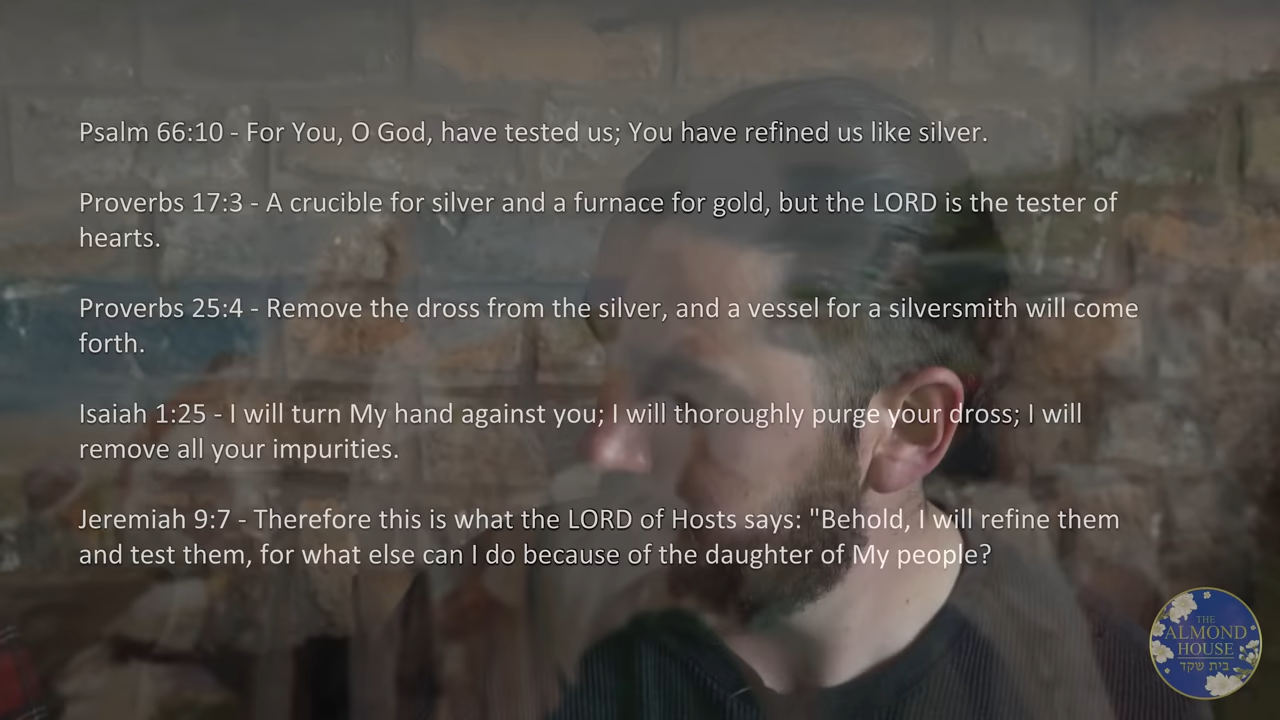 Psalm 66:10 - For You, O God, have tested us; You have refined us like silver.
Proverbs 17:3 - A crucible for silver and a furnace for gold, but the LORD is the tester of
hearts.
Proverbs 25:4 - Remove the dross from the silver, and a vessel for a silversmith will come
forth.
Isaiah 1:25 - I will turn My hand against you; I will thoroughly purge your dross; I will
remove all your impurities.
Jeremiah 9:7 - Therefore this is what the LORD of Hosts says: "Behold, I will refine them
and test them, for what else can I do because of the daughter of My people?
THE
ALMOND
HOUSE
בית שקד